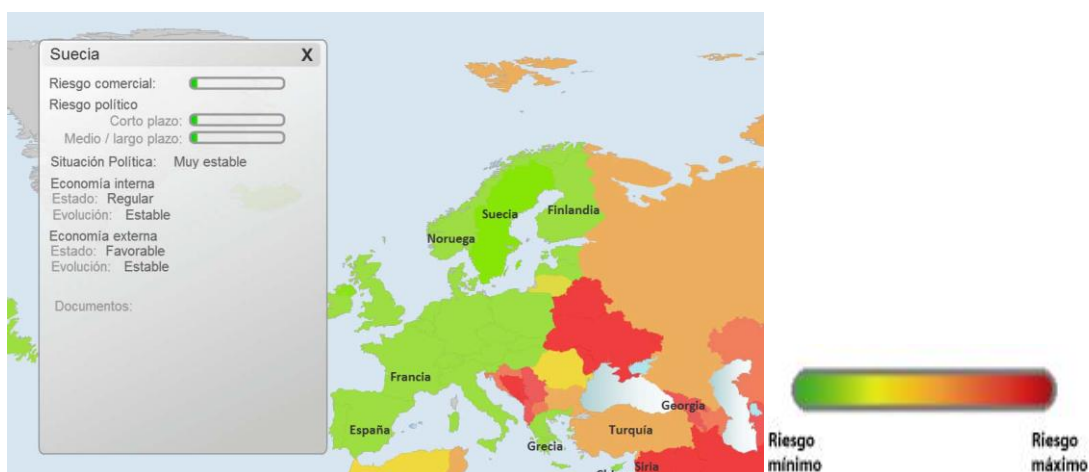 Suecia X
Riesgo comercial:
Riesgo político
Corto plazo:
Medio / largo plazo:
Situación Política: Muy estable
Economía interna
Estado: Regular
Evolución: Estable
Economía externa
Estado: Favorable
Evolución: Estable
Documentos:
Suecia
Finlandia
Noruega
Francia
España
Grecia
Turquía
Georgia
Siria
Riesgo
mínimo
Riesgo
máximo